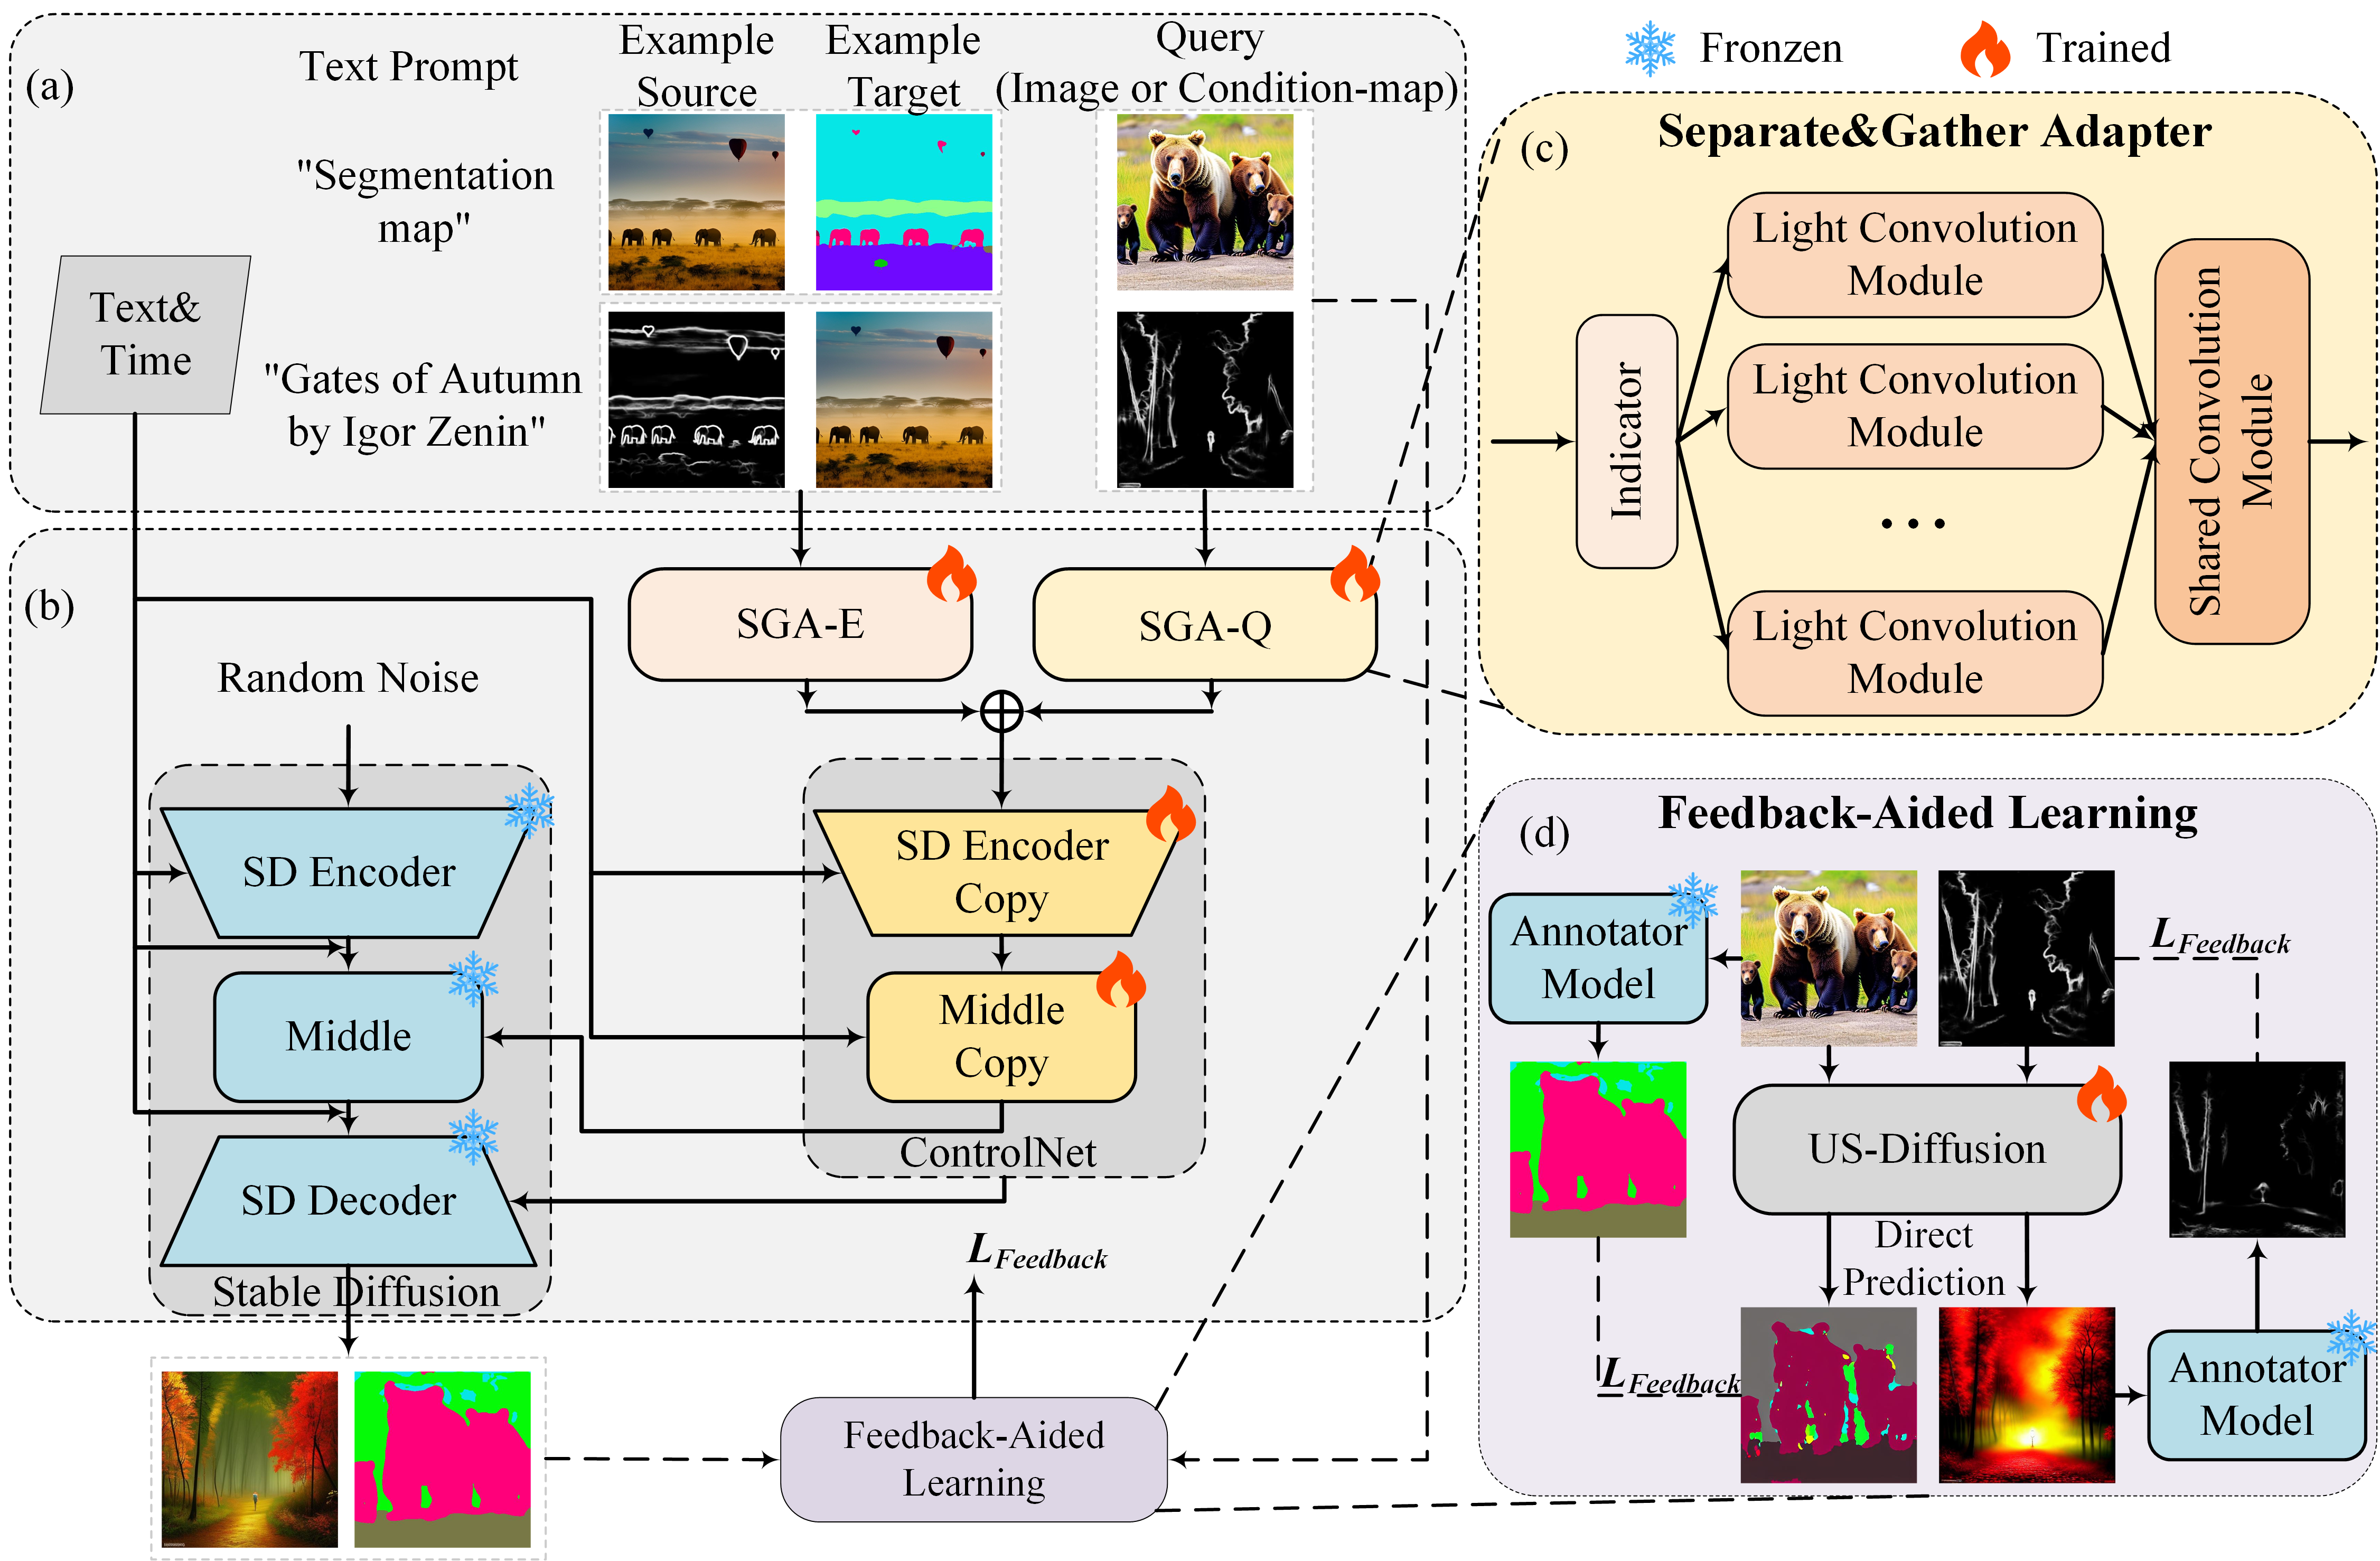 (a)
Text Prompt
Example
Source
Example
Target
Query
(Image or Condition-map)
"Segmentation
map"
Text&
Time
"Gates of Autumn
by Igor Zenin"
Fronzen
Trained
(c)
Separate&Gather Adapter
Indicator
Light Convolution
Module
Light Convolution
Module
...
Light Convolution
Module
Shared Convolution
Module
(b)
SGA-E
SGA-Q
Random Noise
SD Encoder
Middle
SD Decoder
Stable Diffusion
SD Encoder
Copy
Middle
Copy
ControlNet
L Feedback
Feedback-Aided
Learning
(d)
Feedback-Aided Learning
Annotator
Model
L Feedback
US-Diffusion
Direct
Prediction
L Feedback
Annotator
Model